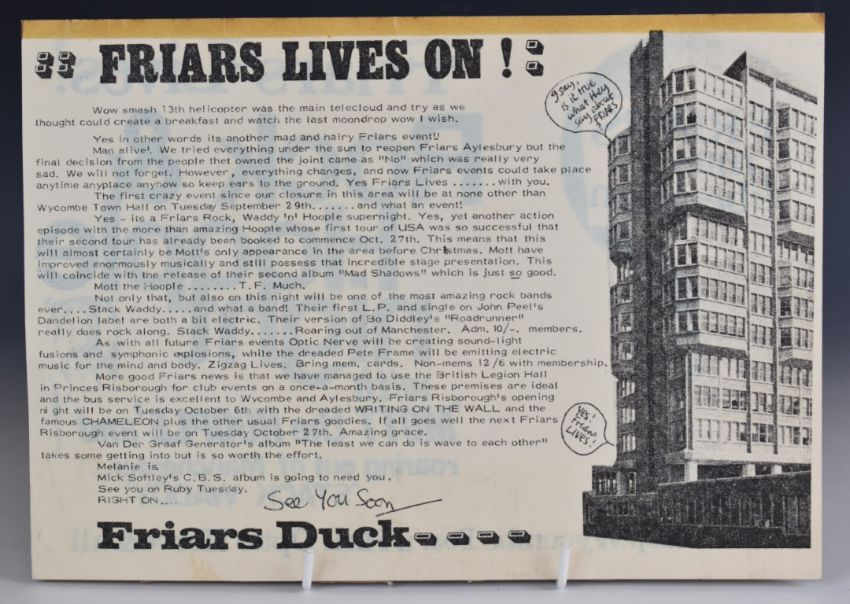 FRIARS LIVES ON !
Wow smash 13th helicopter was the main telecloud and try as we
thought could create a breakfast and watch the last moondrop wow I wish.
Yes in other words its another mad and hairy Friars event!!
Man alive!. We tried everything under the sun to reopen Friars Aylesbury but the
final decision from the people thet owned the joint came as "No" which was really very
sad. We will not forget. However, everything changes, and now Friars events could take place
anytime anyplace anyhow so keep ears to the ground. Yes Friars Lives .......with you.
The first crazy event since our closure in this area will be at none other than
Wycombe Town Hall on Tuesday September 29th........and what an event!
Yes - its a Friars Rock, Waddy 'n! Hoople supernight. Yes, yet another action
episode with the more than amazing Hoople whose first tour of USA was so successful that
their second tour has already been booked to commence Oct. 27th. This means that this
will almost certainly be Mott's only appearance in the area before Christmas. Mott have
improved enormously musically and still possess that incredible stage presentation. This
will coincide with the release of their second album "Mad Shadows" which is just so good.
Mott the Hoople ........T.F. Much.
Not only that, but also on this night will be one of the most amazing rock bands
ever....Stack Waddy.....and what a band! Their first L.P. and single on John Peel's
Dandelion label are both a bit electric. Their version of Bo Diddley's "Roadrunner"
really does rock along. Stack Waddy.......Roaring out of Manchester. Adm. 10/-. members.
As with all future Friars events Optic Nerve will be creating sound-light
fusions and symphonic explosions, while the dreaded Pete Frame will be emitting electric
music for the mind and body. Zigzag Lives. Bring mem. cards. Non-mems 12/6 with membership.
More good Friars news is that we have managed to use the British Legion Hall
in Princes Risborough for club events on a once-a-month basis. These premises are ideal
and the bus service is excellent to Wycombe and Aylesbury. Friars Risborough's opening
night will be on Tuesday October 6th with the dreaded WRITING ON THE WALL and the
famous CHAMELEON plus the other usual Friars goodies. If all goes well the next Friars
Risborough event will be on Tuesday October 27th. Amazing grace.
Van Der Graaf Generator's album "The least we can do is wave to each other"
takes some getting into but is so worth the effort.
Melanie is.
Mick Softley's C.B.S. album is going to need you.
See you on Ruby Tuesday.
RIGHT ON....
See You Soon
Friars Duck
I say,
is it true
what they
say about
FRIARS
Yes!
Friars
LIVES!